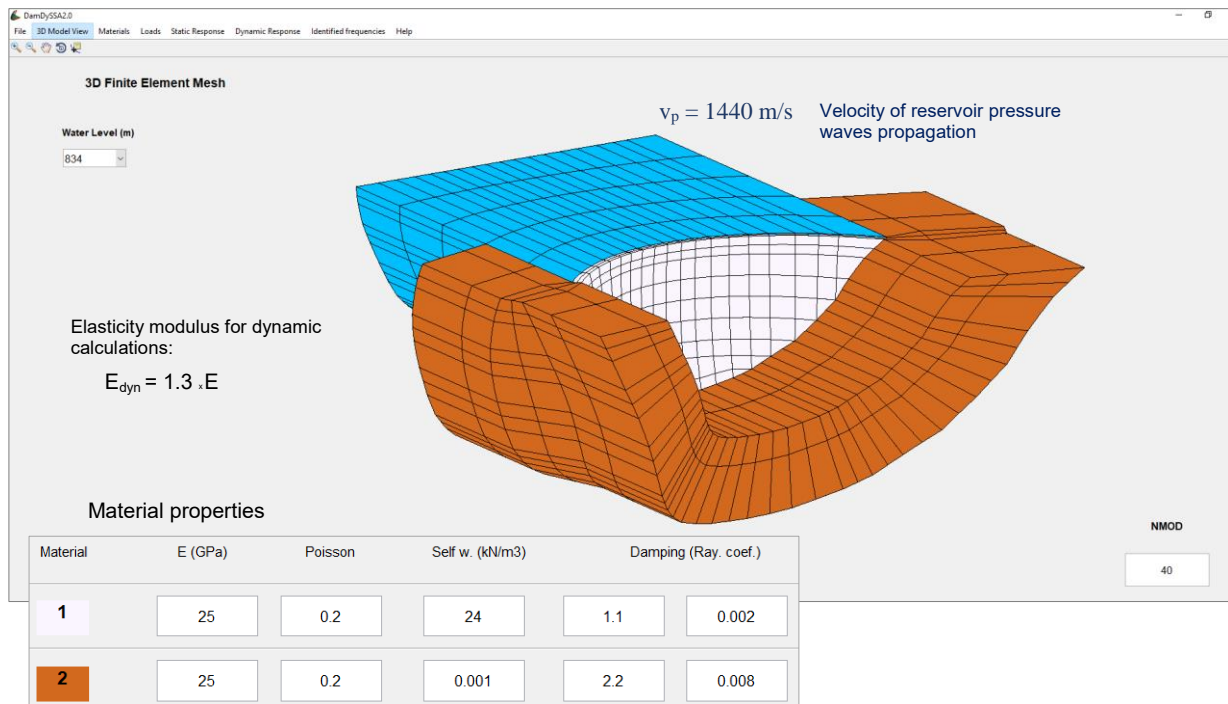 DamDySSA2.0
File 3D Model View Materials Loads Static Response Dynamic Response Identified frequencies Help
3D Finite Element Mesh
Water Level (m)
834
vp = 1440 m/s
Velocity of reservoir pressure
waves propagation
Elasticity modulus for dynamic
calculations:
Edyn = 1.3 x E
Material properties
NMOD
40
Material E (GPa) Poisson Self w. (kN/m3) Damping (Ray. coef.)
1 25 0.2 24 1.1 0.002
2 25 0.2 0.001 2.2 0.008